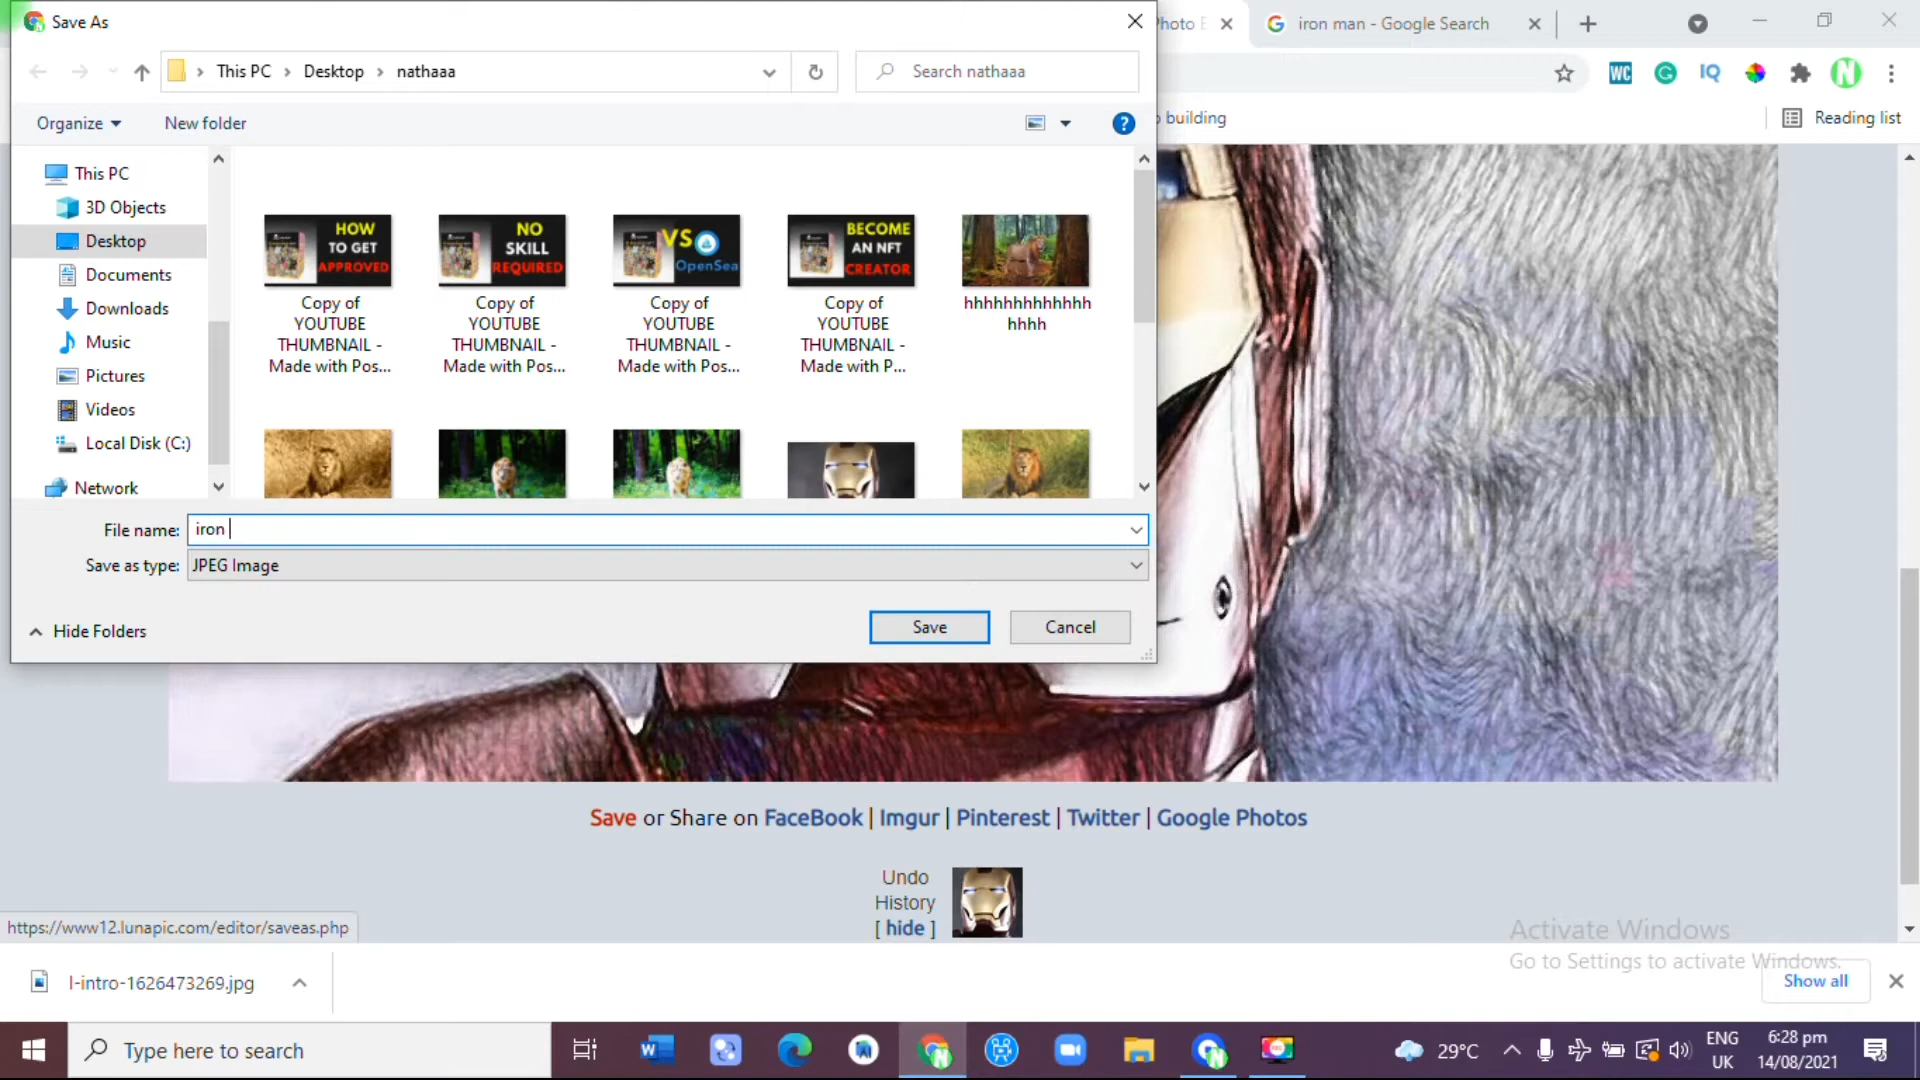 Save As
Photo E
iron man - Google Search
This PC
Desktop
nathaaa
Search nathaaa
WC
IQ
N
Organize
New folder
?
building
Reading list
This PC
3D Objects
Desktop
Documents
Downloads
Music
Pictures
Videos
Local Disk (C:)
Network
HOW
TO GET
APPROVED
NO
SKILL
REQUIRED
VS
OpenSea
BECOME
AN NFT
CREATOR
Copy of
YOUTUBE
THUMBNAIL -
Made with Pos...
Copy of
YOUTUBE
THUMBNAIL -
Made with Pos...
Copy of
YOUTUBE
THUMBNAIL -
Made with Pos...
Copy of
YOUTUBE
THUMBNAIL -
Made with P...
hhhhhhhhhhhhh
hhhh
File name: iron
Save as type: JPEG Image
Hide Folders
Save
Cancel
Save or Share on FaceBook | Imgur | Pinterest | Twitter | Google Photos
Undo
History
[ hide ]
https://www12.lunapic.com/editor/saveas.php
Activate Windows
Go to Settings to activate Windows.
l-intro-1626473269.jpg
Show all
Type here to search
29°C
ENG
UK
6:28 pm
14/08/2021